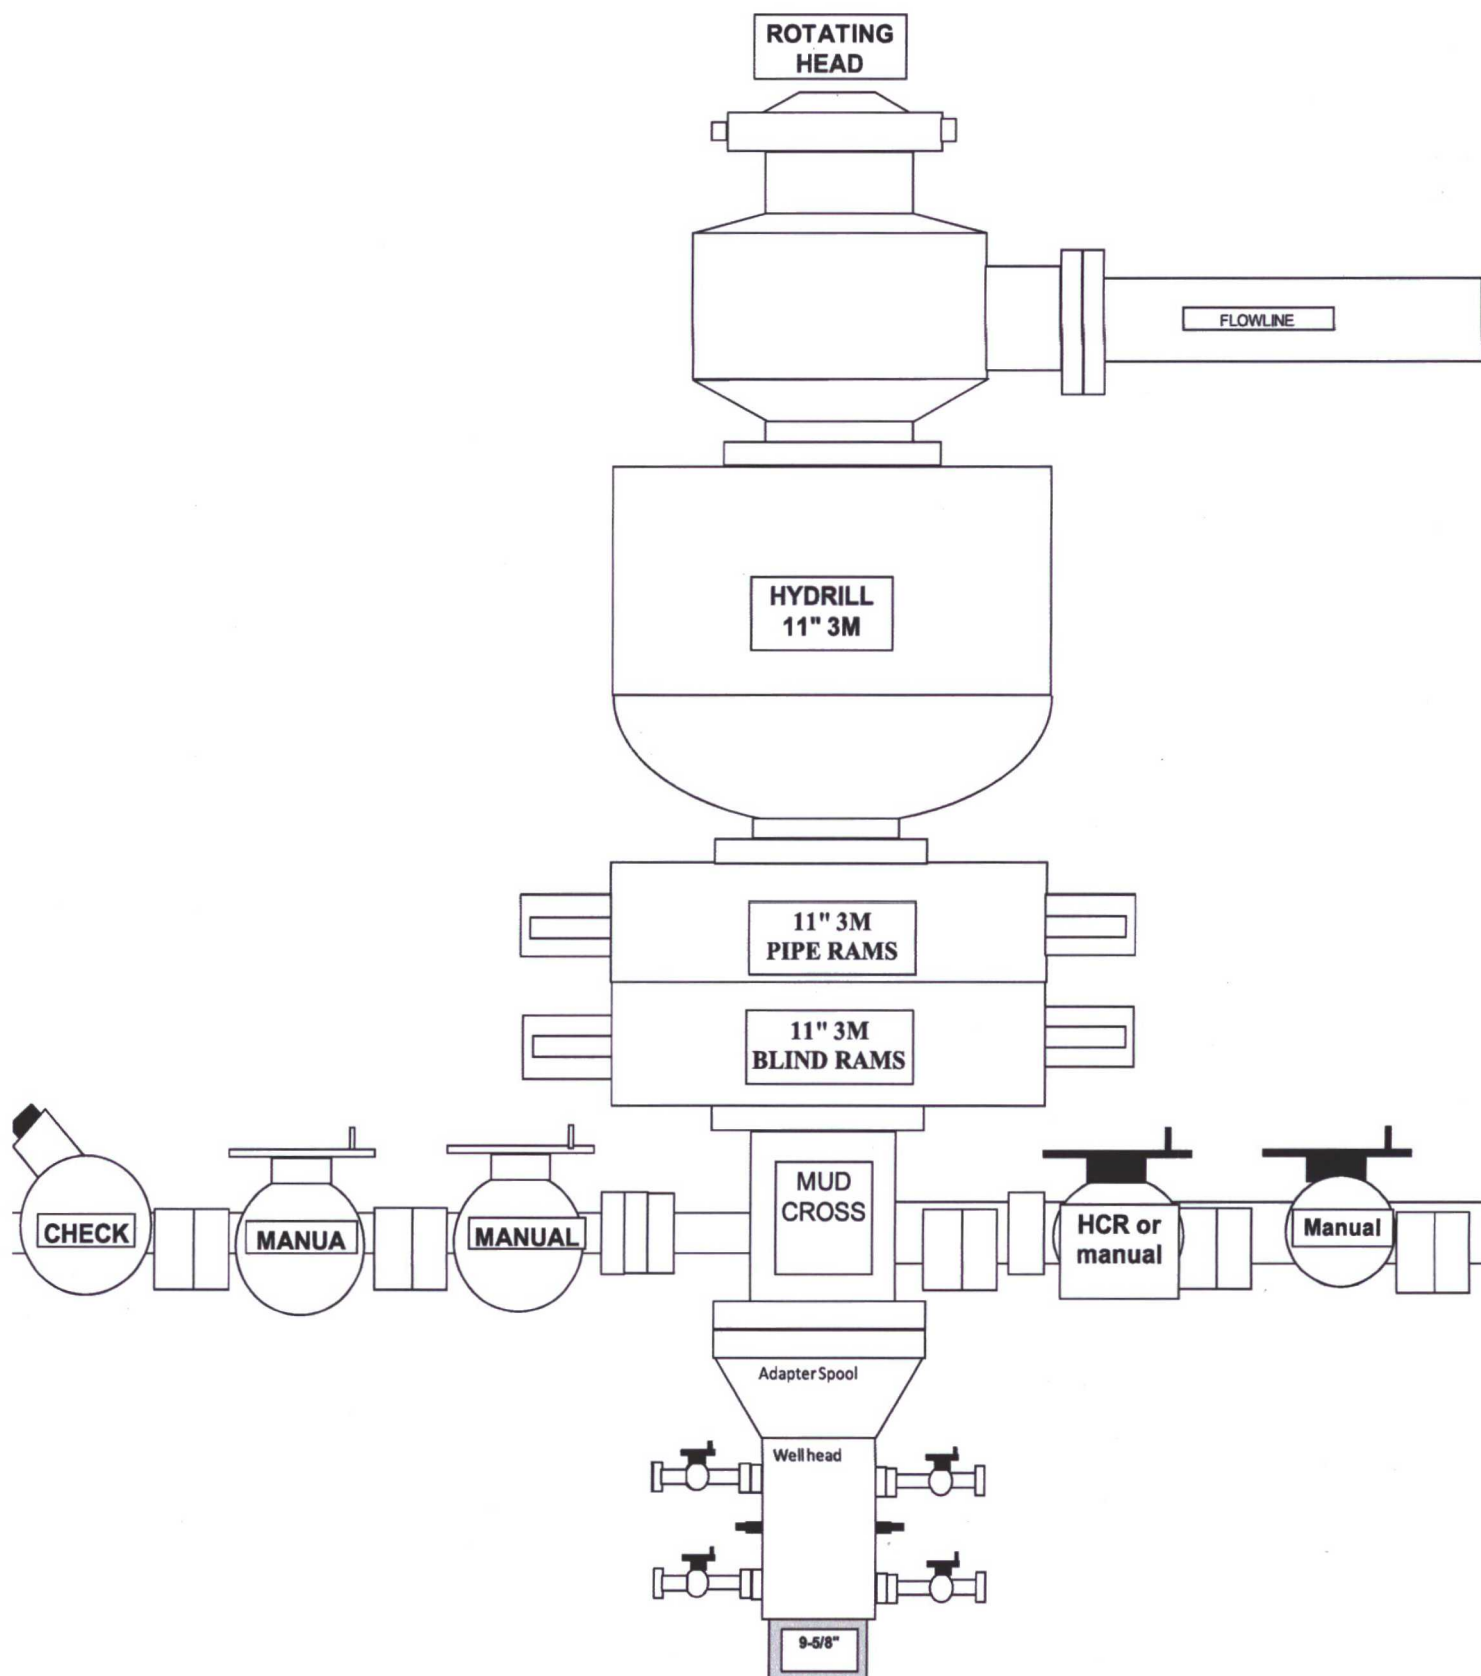 ROTATING
HEAD
FLOWLINE
HYDRILL
11" 3M
11" 3M
PIPE RAMS
11" 3M
BLIND RAMS
CHECK
MANUA
MANUAL
MUD
CROSS
HCR or
manual
Manual
Adapter Spool
Wellhead
9-5/8"